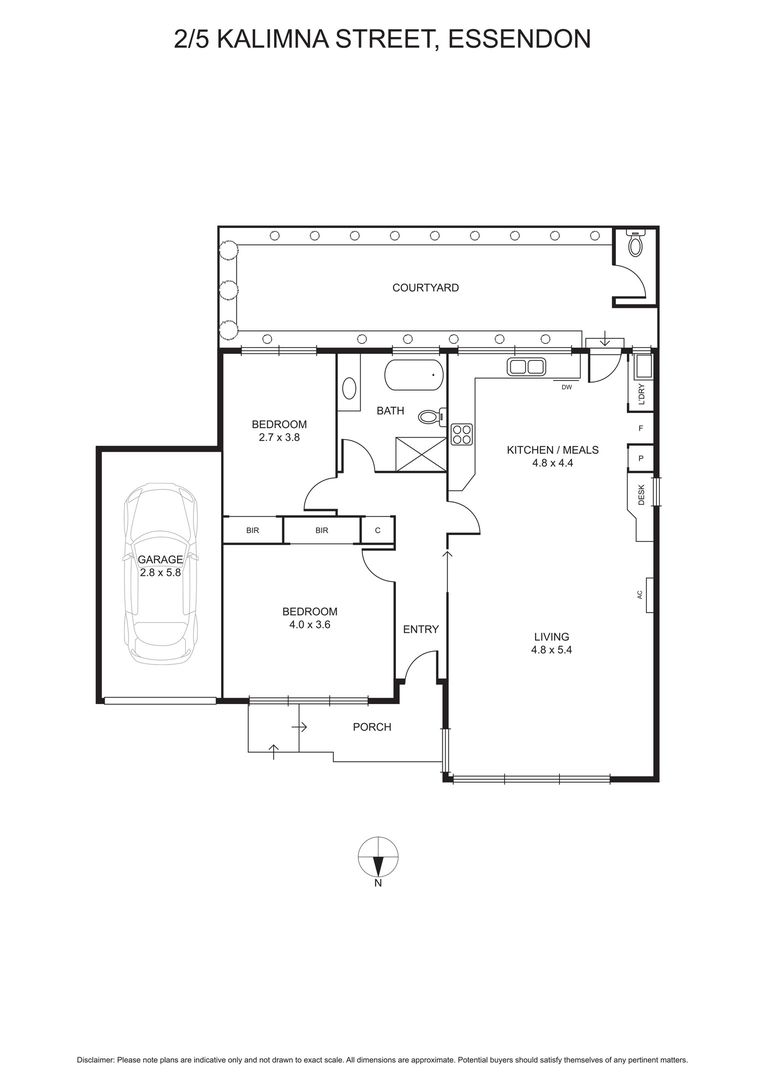 2/5 KALIMNA STREET, ESSENDON
COURTYARD
L'DRY
DW
BATH
BEDROOM
2.7 x 3.8
F
KITCHEN / MEALS
4.8 x 4.4
P
DESK
BIR
BIR
C
GARAGE
2.8 x 5.8
AC
BEDROOM
4.0 x 3.6
ENTRY
LIVING
4.8 x 5.4
PORCH
N
Disclaimer: Please note plans are indicative only and not drawn to exact scale. All dimensions are approximate. Potential buyers should satisfy themselves of any pertinent matters.